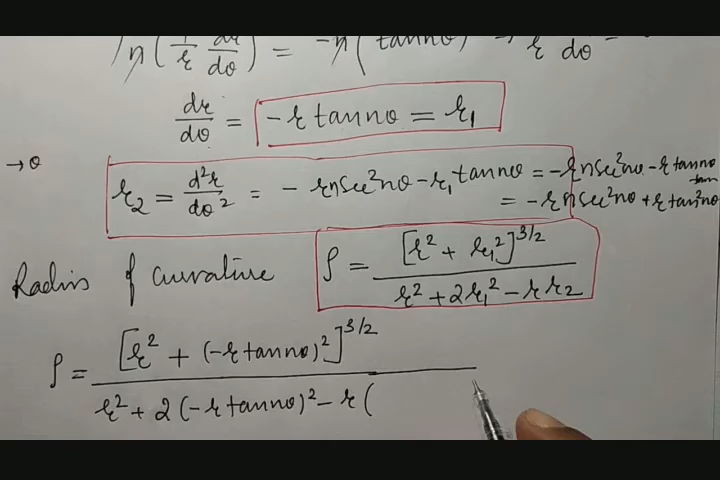 η(1/r dr/dθ) = -η(tan nθ) → 1/r dr/dθ =
dr/dθ = -r tan nθ = r₁
→ θ
r₂ = d²r/dθ² = - rn sec²nθ - r₁ tan nθ = -rn sec²nθ - r tan nθ
tan
= -rn sec²nθ + r tan²nθ
Radius of curvature ρ = [r² + r₁²]^3/2 / r² + 2r₁² - r r₂
ρ = [r² + (-r tan nθ)²]^3/2 / r² + 2(-r tan nθ)² - r(